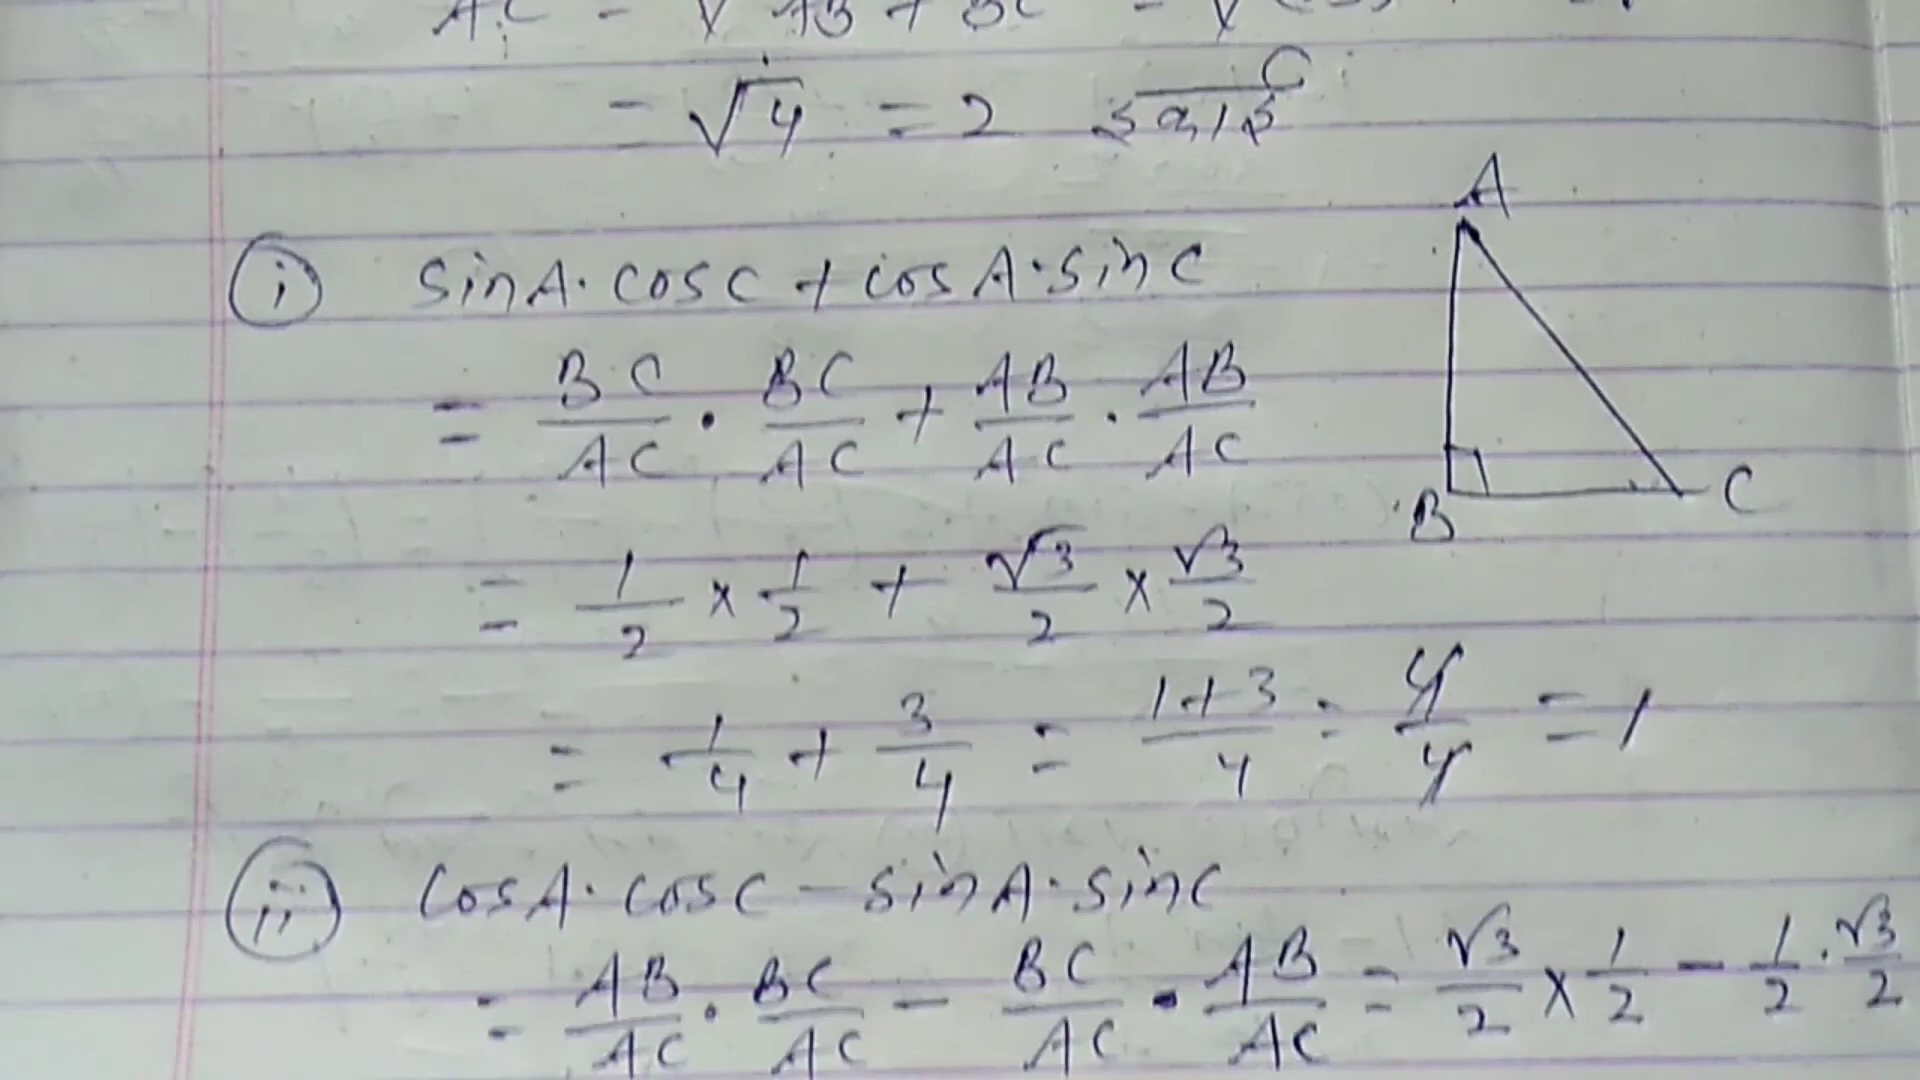 = √4 = 2
A
(i) sinA·cosC + cosA·sinC
= BC/AC · BC/AC + AB/AC · AB/AC
B C
= 1/2 × 1/2 + √3/2 × √3/2
= 1/4 + 3/4 = 1+3/4 = 4/4 = 1
(ii) cosA·cosC - sinA·sinC
= AB/AC · BC/AC - BC/AC · AB/AC = √3/2 × 1/2 - 1/2 · √3/2